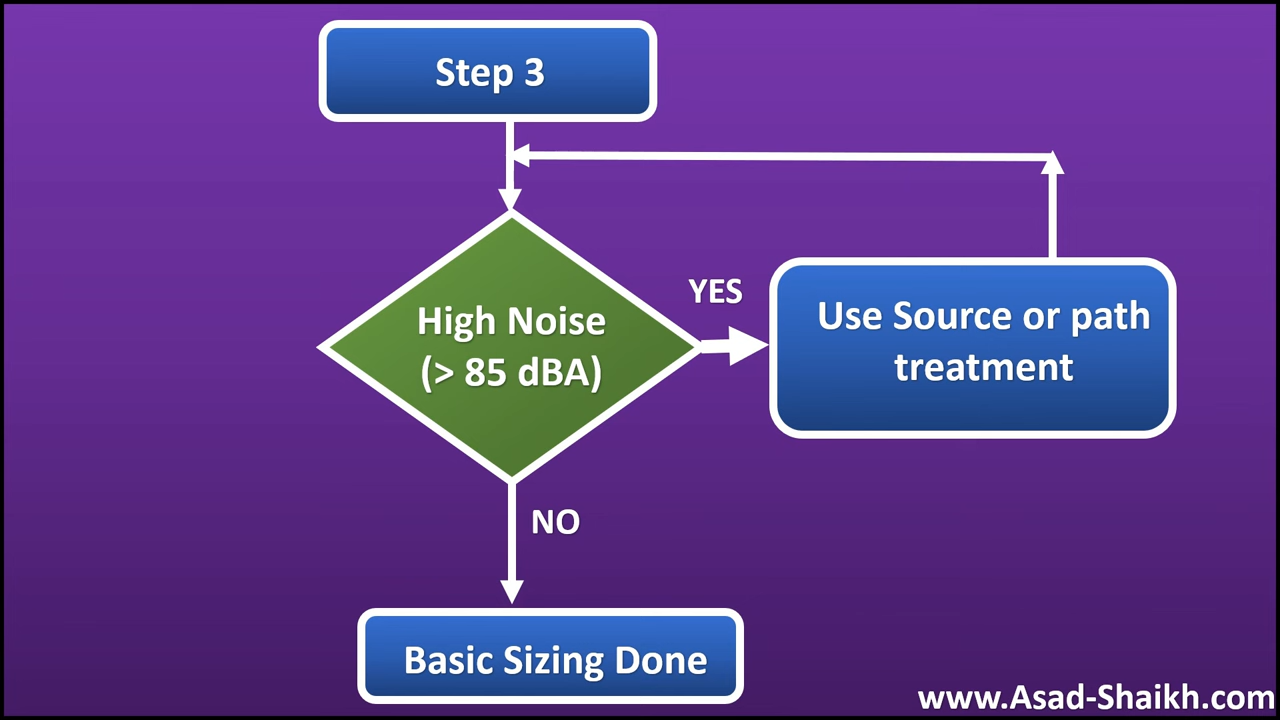 Step 3
High Noise
(> 85 dBA)
YES
Use Source or path
treatment
NO
Basic Sizing Done
www.Asad-Shaikh.com